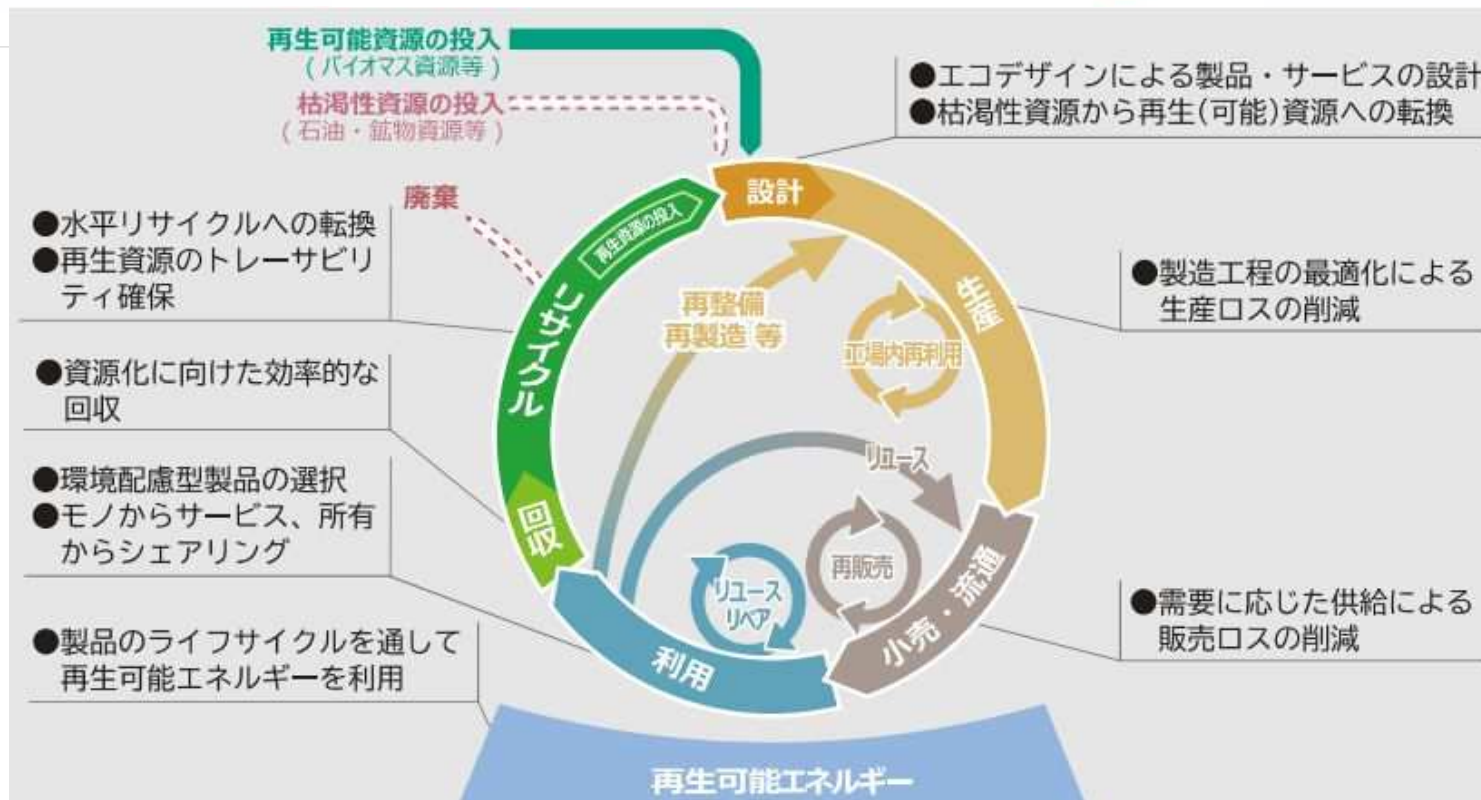 再生可能資源の投入
(バイオマス資源等)
枯渇性資源の投入
(石油・鉱物資源等)
●エコデザインによる製品・サービスの設計
●枯渇性資源から再生(可能)資源への転換
廃棄
設計
再生資源の投入
●水平リサイクルへの転換
●再生資源のトレーサビリ
ティ確保
リサイクル
再整備
再製造 等
生産
工場内再利用
●製造工程の最適化による
生産ロスの削減
●資源化に向けた効率的な
回収
回収
リユース
●環境配慮型製品の選択
●モノからサービス、所有
からシェアリング
リユース
リペア
再販売
小売・流通
利用
●需要に応じた供給による
販売ロスの削減
●製品のライフサイクルを通して
再生可能エネルギーを利用
再生可能エネルギー